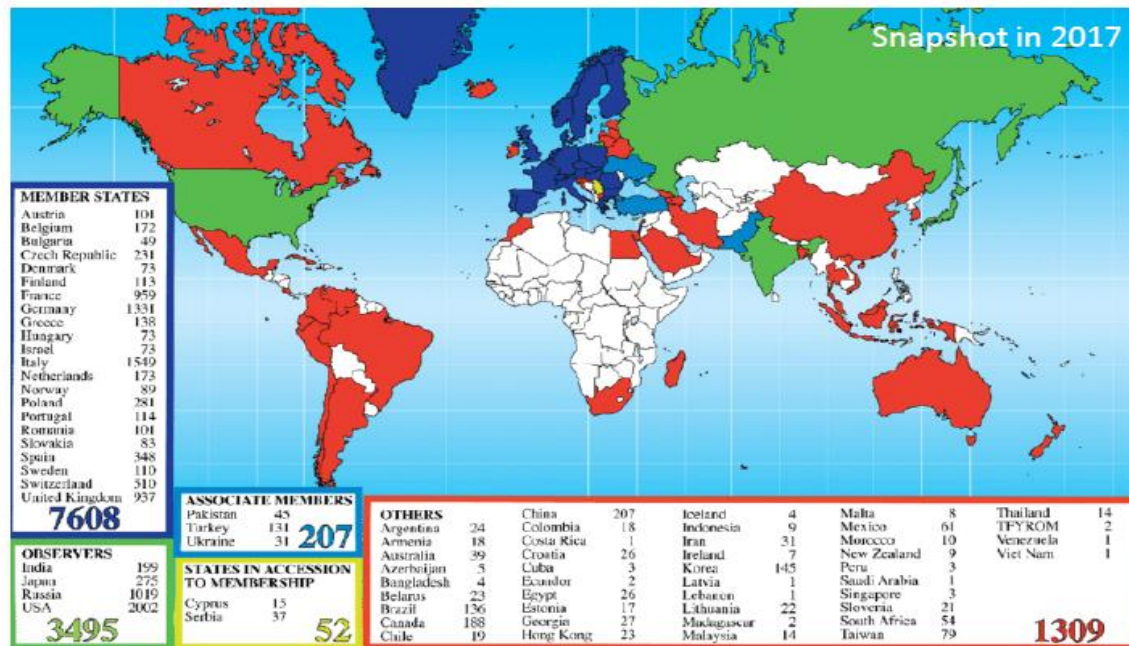 Snapshot in 2017
MEMBER STATES
Austria 101
Belgium 172
Bulgaria 49
Czech Republic 231
Denmark 73
Finland 113
France 959
Germany 1331
Greece 138
Hungary 73
Israel 73
Italy 1549
Netherlands 173
Norway 89
Poland 281
Portugal 114
Romania 101
Slovakia 83
Spain 348
Sweden 110
Switzerland 510
United Kingdom 937
7608
OBSERVERS
India 199
Japan 275
Russia 1019
USA 2002
3495
ASSOCIATE MEMBERS
Pakistan 45
Turkey 131
Ukraine 31
207
STATES IN ACCESSION
TO MEMBERSHIP
Cyprus 15
Serbia 37
52
OTHERS
Argentina 24
Armenia 18
Australia 39
Azerbaijan 5
Bangladesh 4
Belarus 23
Brazil 136
Canada 188
Chile 19
China 207
Colombia 18
Costa Rica 1
Croatia 26
Cuba 3
Ecuador 2
Egypt 26
Estonia 17
Georgia 27
Hong Kong 23
Iceland 4
Indonesia 9
Iran 31
Ireland 7
Korea 145
Latvia 1
Lebanon 1
Lithuania 22
Madagascar 2
Malaysia 14
Malta 8
Mexico 61
Morocco 10
New Zealand 9
Peru 3
Saudi Arabia 1
Singapore 3
Slovenia 21
South Africa 54
Taiwan 79
Thailand 14
TFYROM 2
Venezuela 1
Viet Nam 1
1309